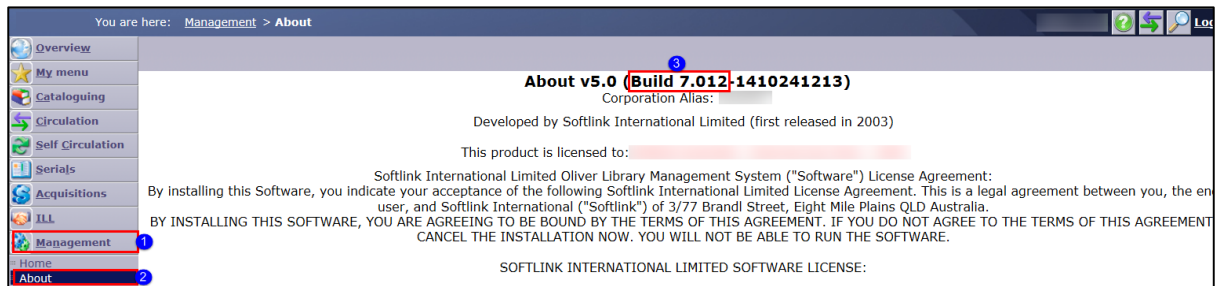 You are here: Management > About
Loc
Overview
My menu
Cataloguing
Circulation
Self Circulation
Serials
Acquisitions
ILL
Management
1
Home
About
2
3
About v5.0 (Build 7.012-1410241213)
Corporation Alias:
Developed by Softlink International Limited (first released in 2003)
This product is licensed to:
Softlink International Limited Oliver Library Management System ("Software") License Agreement:
By installing this Software, you indicate your acceptance of the following Softlink International Limited License Agreement. This is a legal agreement between you, the en
user, and Softlink International ("Softlink") of 3/77 Brandl Street, Eight Mile Plains QLD Australia.
BY INSTALLING THIS SOFTWARE, YOU ARE AGREEING TO BE BOUND BY THE TERMS OF THIS AGREEMENT. IF YOU DO NOT AGREE TO THE TERMS OF THIS AGREEMENT
CANCEL THE INSTALLATION NOW. YOU WILL NOT BE ABLE TO RUN THE SOFTWARE.
SOFTLINK INTERNATIONAL LIMITED SOFTWARE LICENSE: